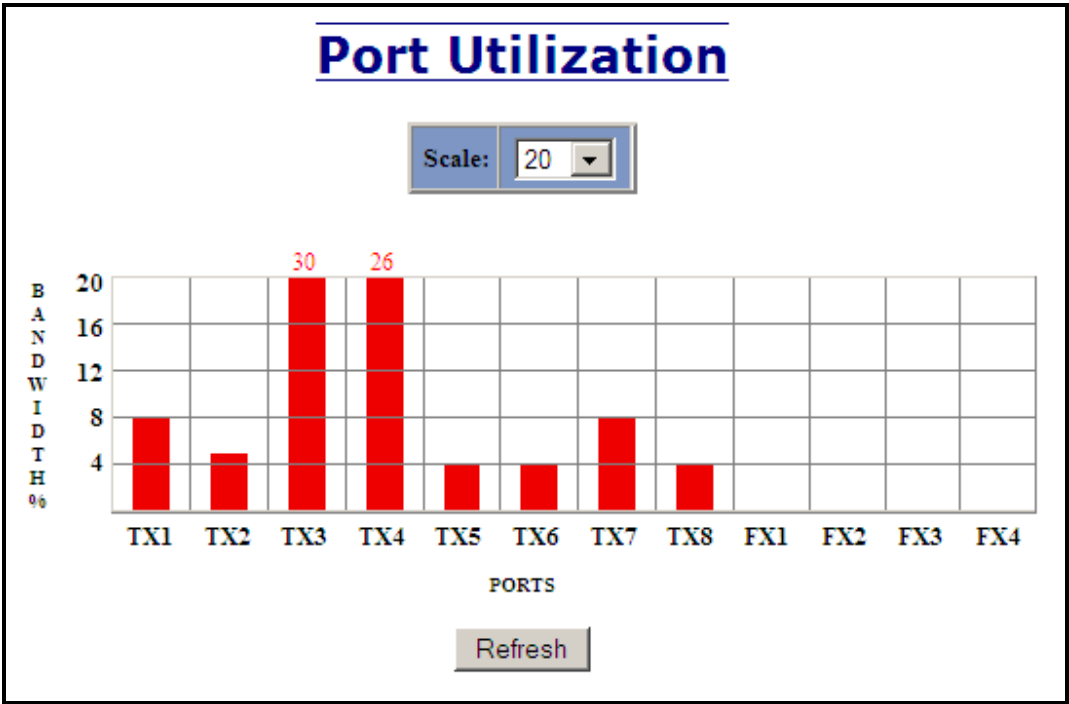 Port Utilization
Scale: 20
30 26
BANDWIDTH %
20
16
12
8
4
TX1 TX2 TX3 TX4 TX5 TX6 TX7 TX8 FX1 FX2 FX3 FX4
PORTS
Refresh